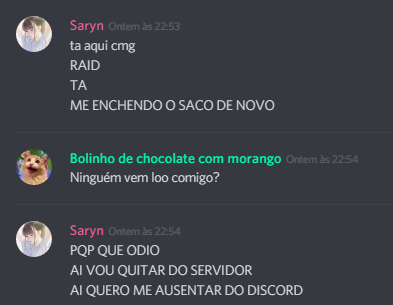 Saryn Ontem às 22:53
ta aqui cmg
RAID
TA
ME ENCHENDO O SACO DE NOVO
Bolinho de chocolate com morango Ontem às 22:54
Ninguém vem loo comigo?
Saryn Ontem às 22:54
PQP QUE ODIO
AI VOU QUITAR DO SERVIDOR
AI QUERO ME AUSENTAR DO DISCORD